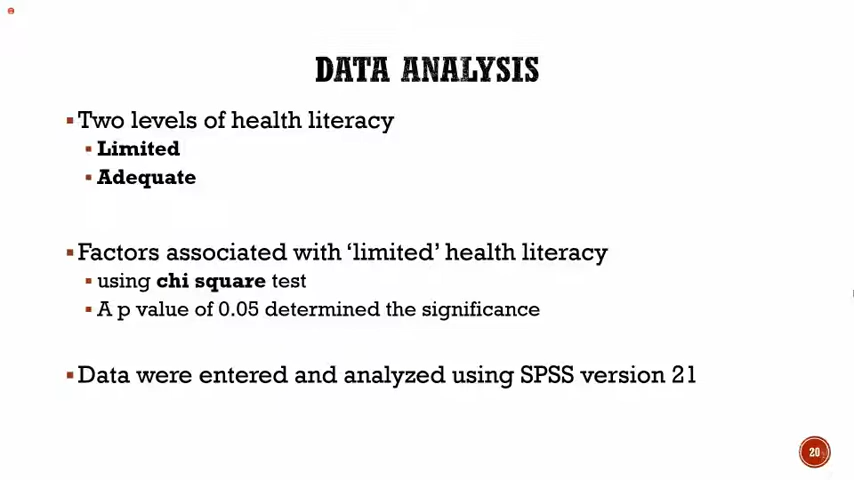 DATA ANALYSIS
Two levels of health literacy
Limited
Adequate
Factors associated with ‘limited’ health literacy
using chi square test
A p value of 0.05 determined the significance
Data were entered and analyzed using SPSS version 21
20